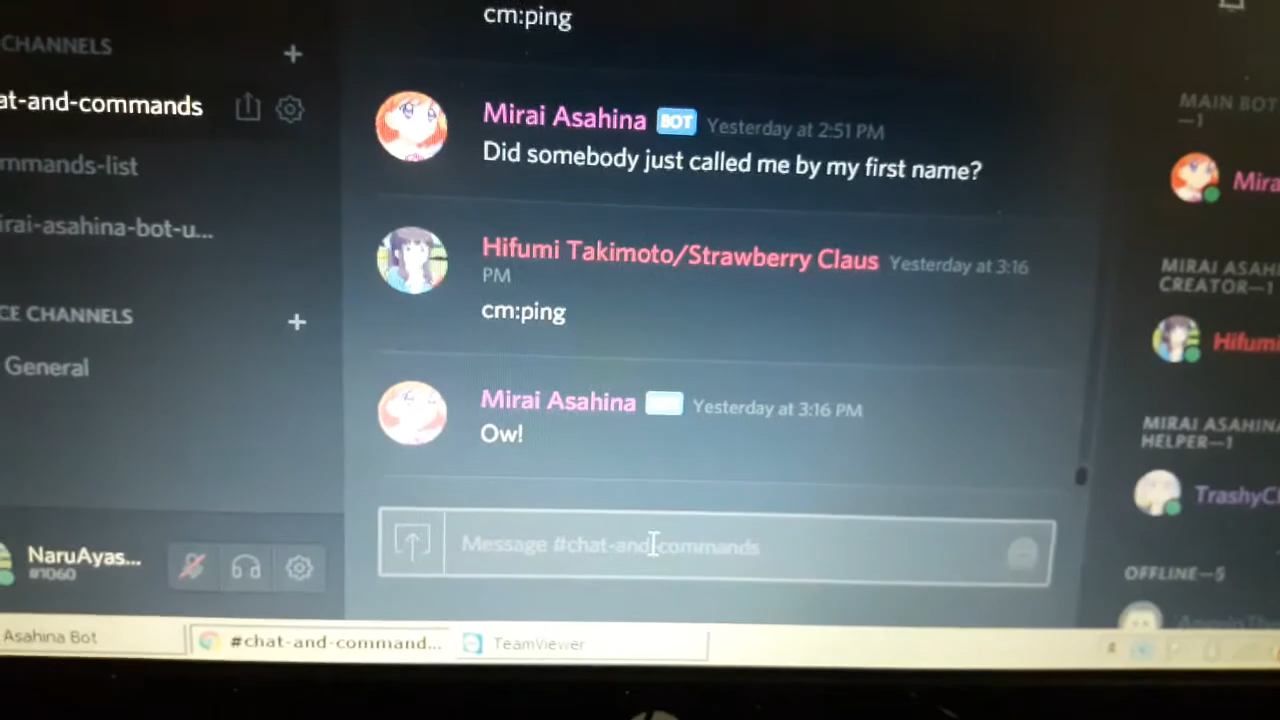 cm:ping
CHANNELS
at-and-commands
Mirai Asahina BOT Yesterday at 2:51 PM
Did somebody just called me by my first name?
mmands-list
irai-asahina-bot-u...
Hifumi Takimoto/Strawberry Claus Yesterday at 3:16
PM
cm:ping
CE CHANNELS
General
Mirai Asahina Yesterday at 3:16 PM
Ow!
Message #chat-and-commands
NaruAyas...
#1060
MAIN BOT
—1
Mira
MIRAI ASAH
CREATOR—1
Hifumi
MIRAI ASAHINA
HELPER—1
TrashyC
OFFLINE—5
Asahina Bot
#chat-and-command...
TeamViewer